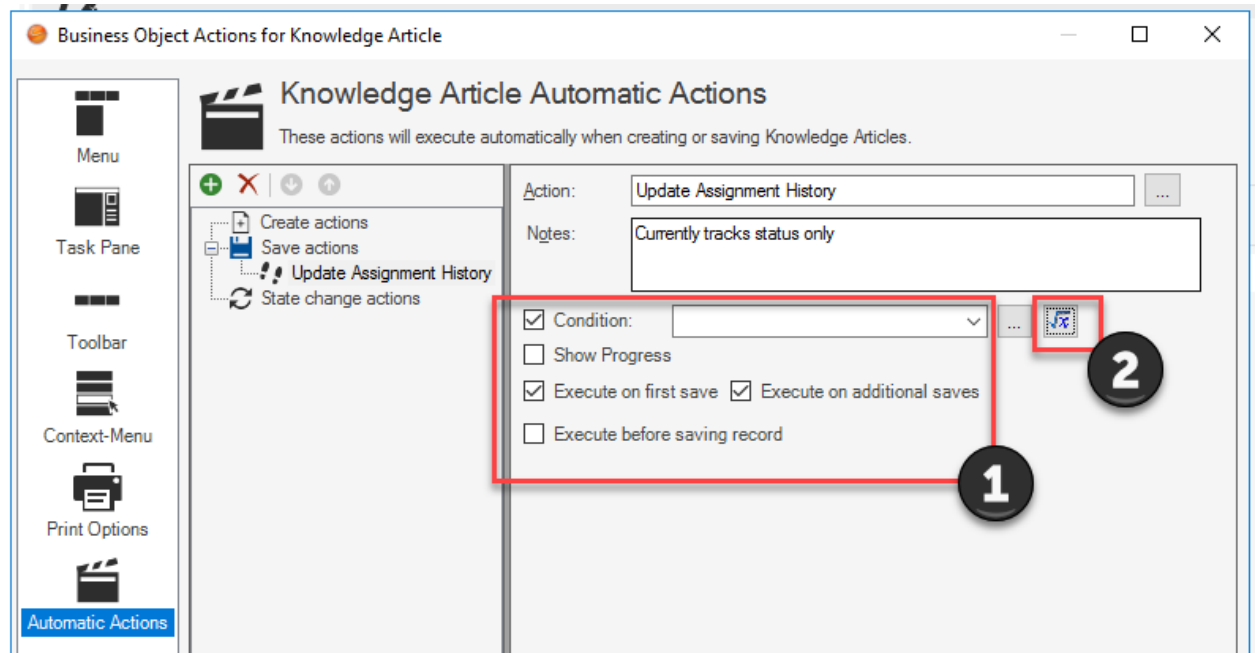 Business Object Actions for Knowledge Article
Knowledge Article Automatic Actions
These actions will execute automatically when creating or saving Knowledge Articles.
Menu
Task Pane
Toolbar
Context-Menu
Print Options
Automatic Actions
Create actions
Save actions
Update Assignment History
State change actions
Action: Update Assignment History ...
Notes: Currently tracks status only
Condition: ... √x
Show Progress
Execute on first save Execute on additional saves
Execute before saving record
1
2